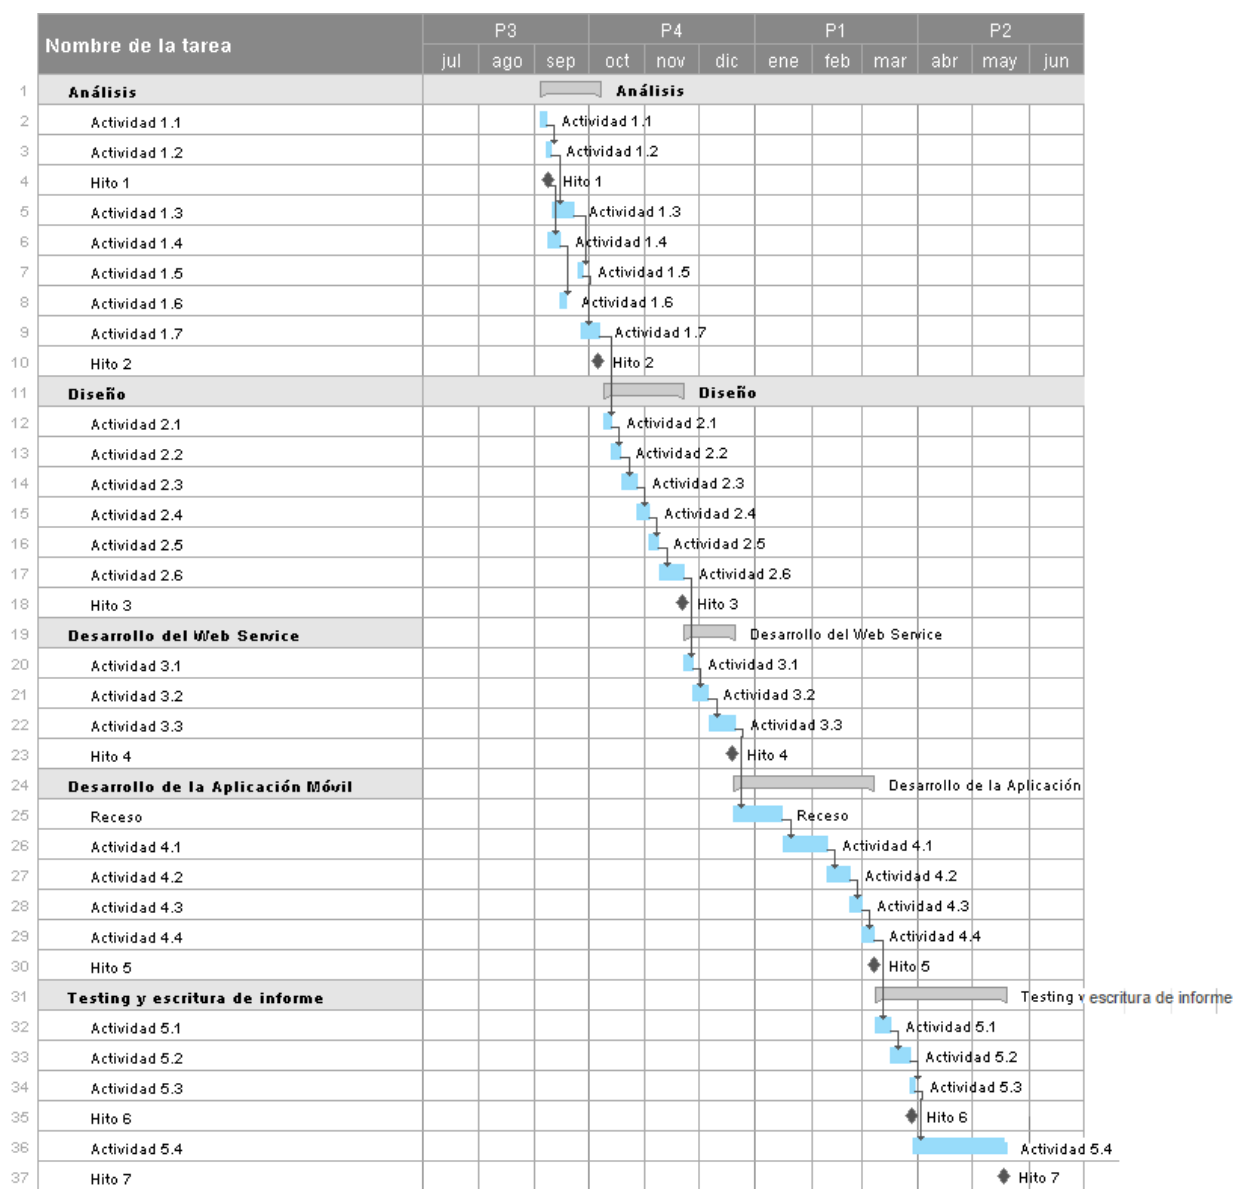 Nombre de la tarea
P3 P4 P1 P2
jul ago sep oct nov dic ene feb mar abr may jun
1 Análisis Análisis
2 Actividad 1.1 Actividad 1.1
3 Actividad 1.2 Actividad 1.2
4 Hito 1 Hito 1
5 Actividad 1.3 Actividad 1.3
6 Actividad 1.4 Actividad 1.4
7 Actividad 1.5 Actividad 1.5
8 Actividad 1.6 Actividad 1.6
9 Actividad 1.7 Actividad 1.7
10 Hito 2 Hito 2
11 Diseño Diseño
12 Actividad 2.1 Actividad 2.1
13 Actividad 2.2 Actividad 2.2
14 Actividad 2.3 Actividad 2.3
15 Actividad 2.4 Actividad 2.4
16 Actividad 2.5 Actividad 2.5
17 Actividad 2.6 Actividad 2.6
18 Hito 3 Hito 3
19 Desarrollo del Web Service Desarrollo del Web Service
20 Actividad 3.1 Actividad 3.1
21 Actividad 3.2 Actividad 3.2
22 Actividad 3.3 Actividad 3.3
23 Hito 4 Hito 4
24 Desarrollo de la Aplicación Móvil Desarrollo de la Aplicación
25 Receso Receso
26 Actividad 4.1 Actividad 4.1
27 Actividad 4.2 Actividad 4.2
28 Actividad 4.3 Actividad 4.3
29 Actividad 4.4 Actividad 4.4
30 Hito 5 Hito 5
31 Testing y escritura de informe Testing y escritura de informe
32 Actividad 5.1 Actividad 5.1
33 Actividad 5.2 Actividad 5.2
34 Actividad 5.3 Actividad 5.3
35 Hito 6 Hito 6
36 Actividad 5.4 Actividad 5.4
37 Hito 7 Hito 7